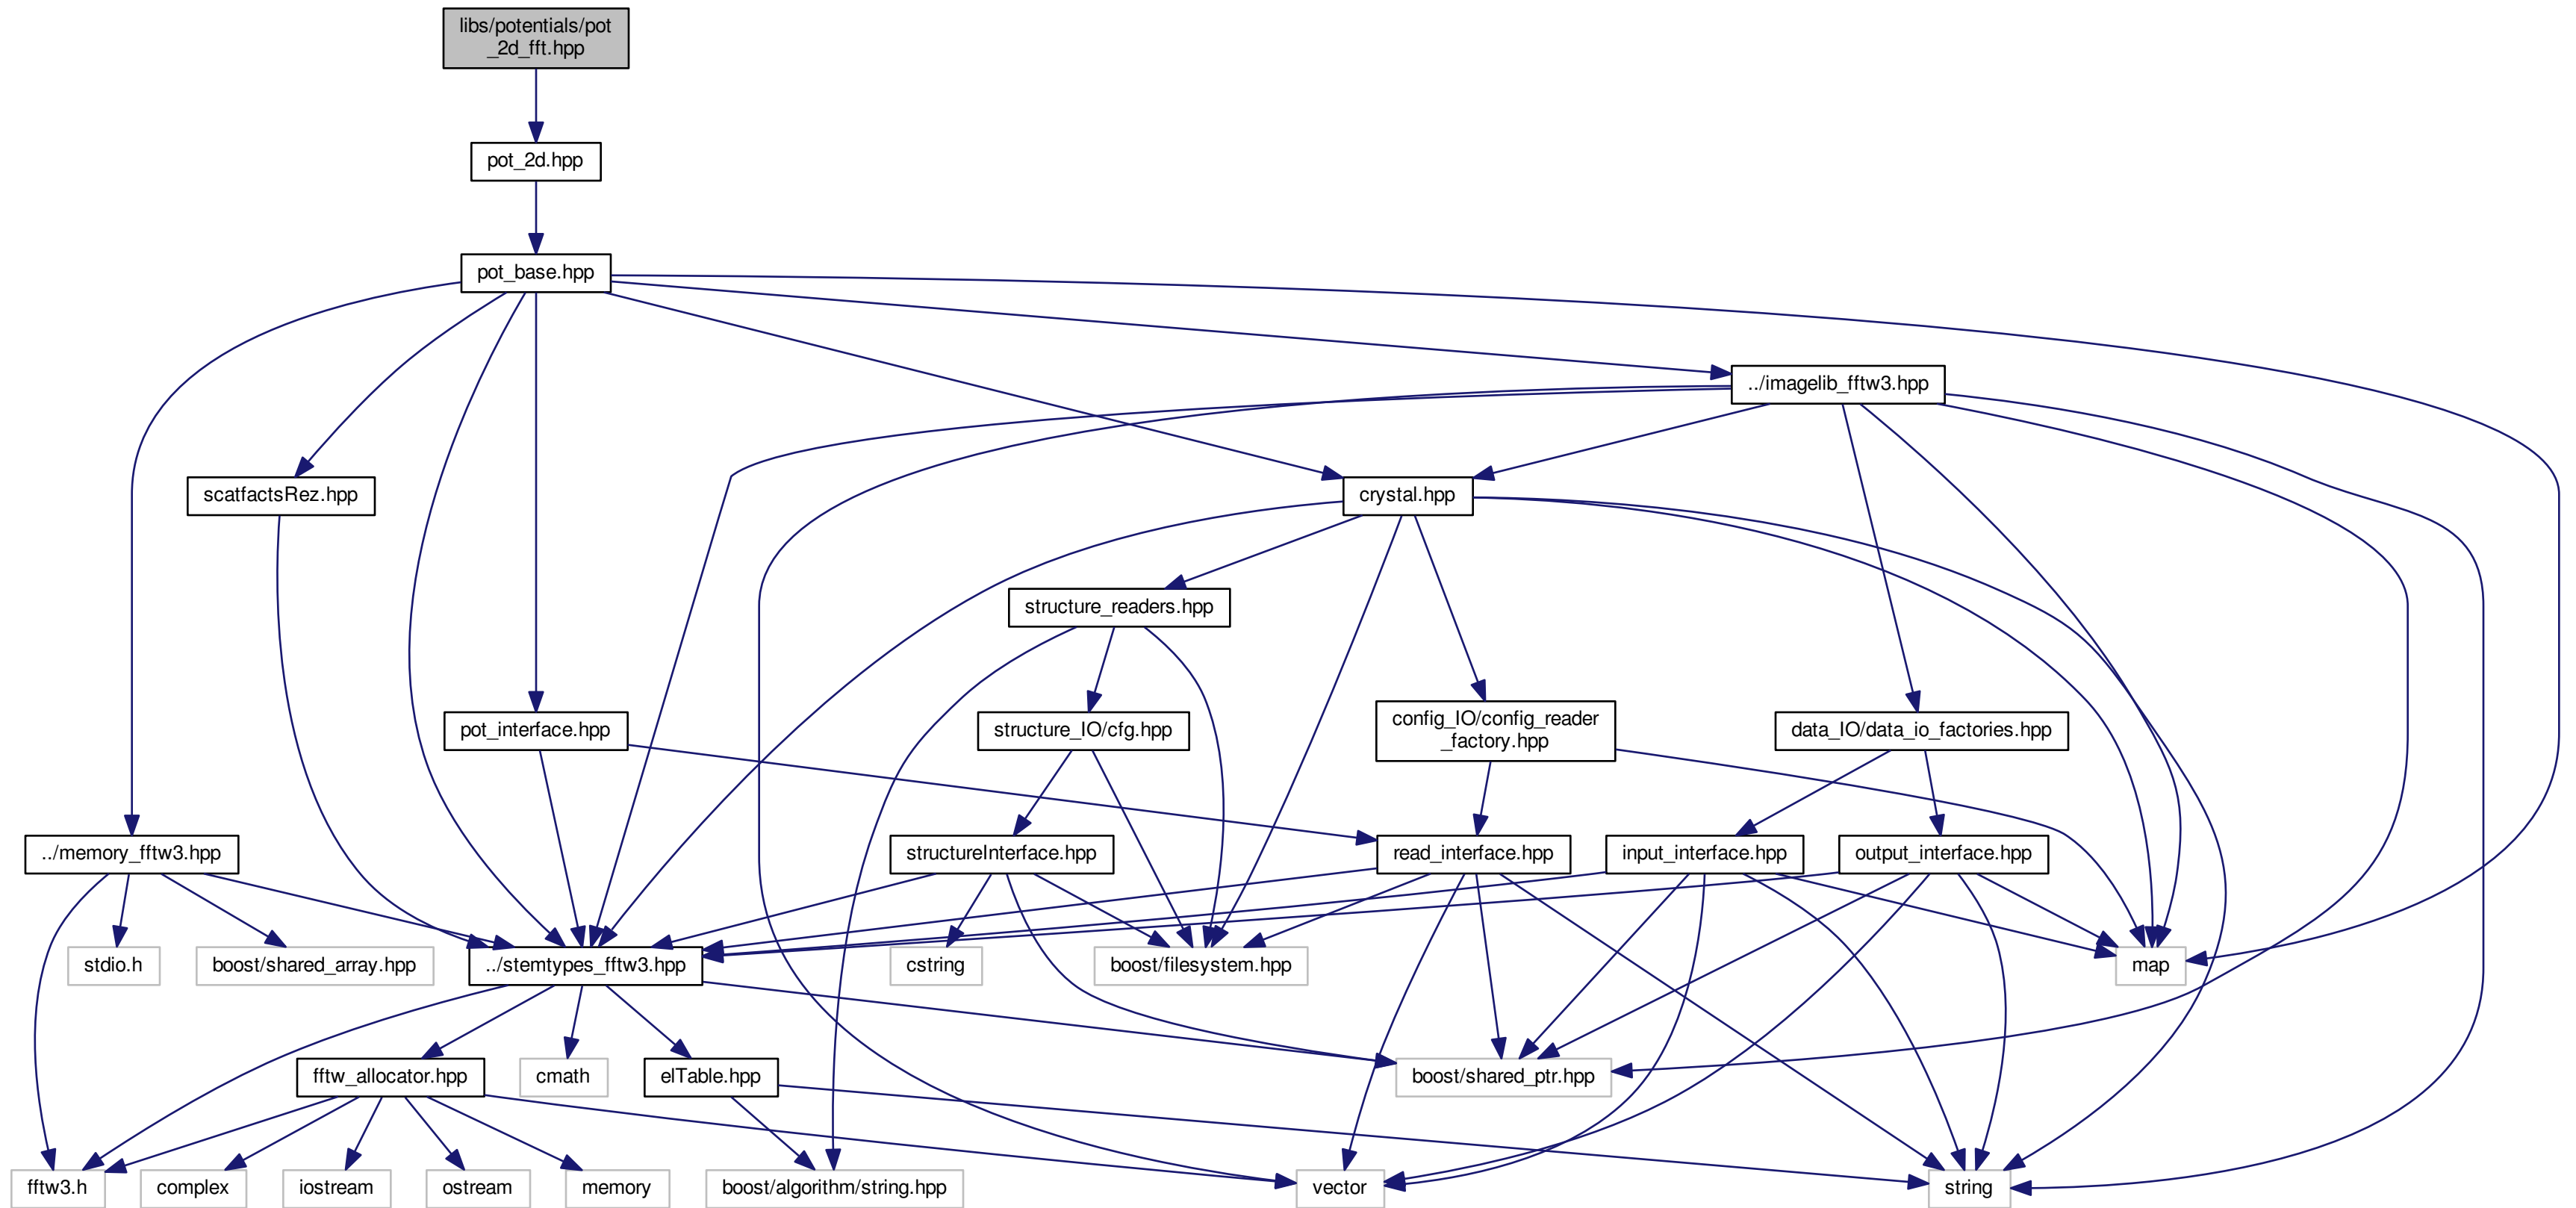 libs/potentials/pot
_2d_fft.hpp
pot_2d.hpp
pot_base.hpp
../imagelib_fftw3.hpp
scatfactsRez.hpp
crystal.hpp
structure_readers.hpp
pot_interface.hpp
structure_IO/cfg.hpp
config_IO/config_reader
_factory.hpp
data_IO/data_io_factories.hpp
../memory_fftw3.hpp
structureInterface.hpp
read_interface.hpp
input_interface.hpp
output_interface.hpp
stdio.h
boost/shared_array.hpp
../stemtypes_fftw3.hpp
cstring
boost/filesystem.hpp
map
fftw_allocator.hpp
cmath
elTable.hpp
boost/shared_ptr.hpp
fftw3.h
complex
iostream
ostream
memory
boost/algorithm/string.hpp
vector
string